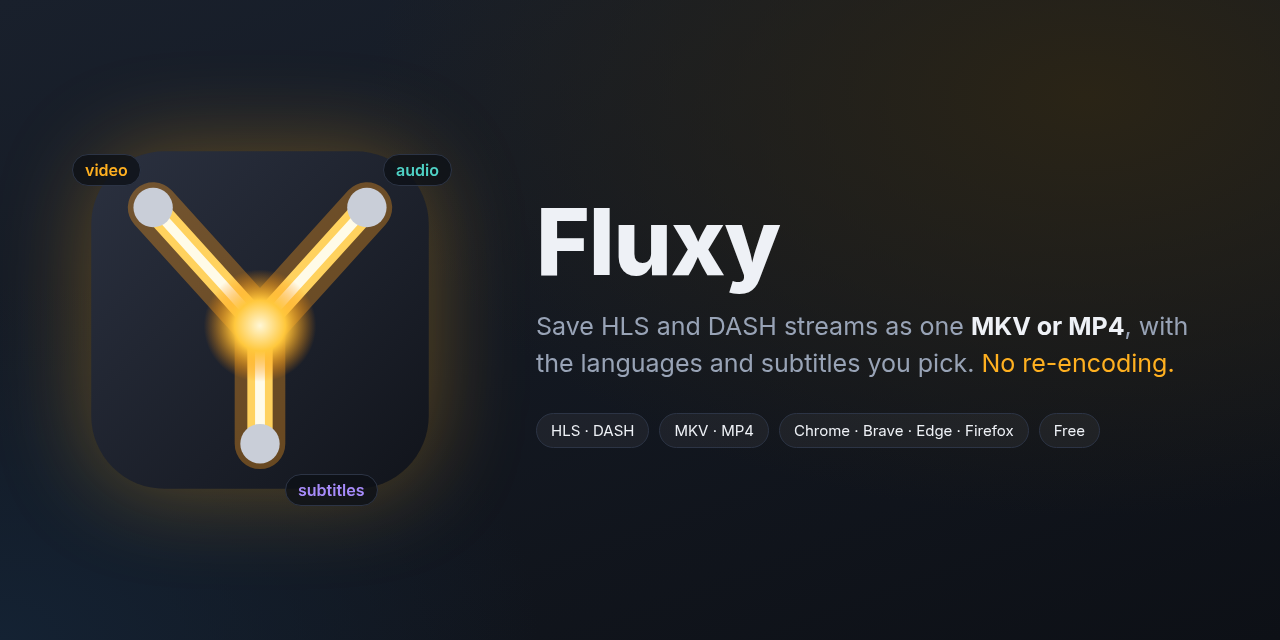 video
audio
subtitles
Fluxy
Save HLS and DASH streams as one MKV or MP4, with
the languages and subtitles you pick. No re-encoding.
HLS · DASH
MKV · MP4
Chrome · Brave · Edge · Firefox
Free